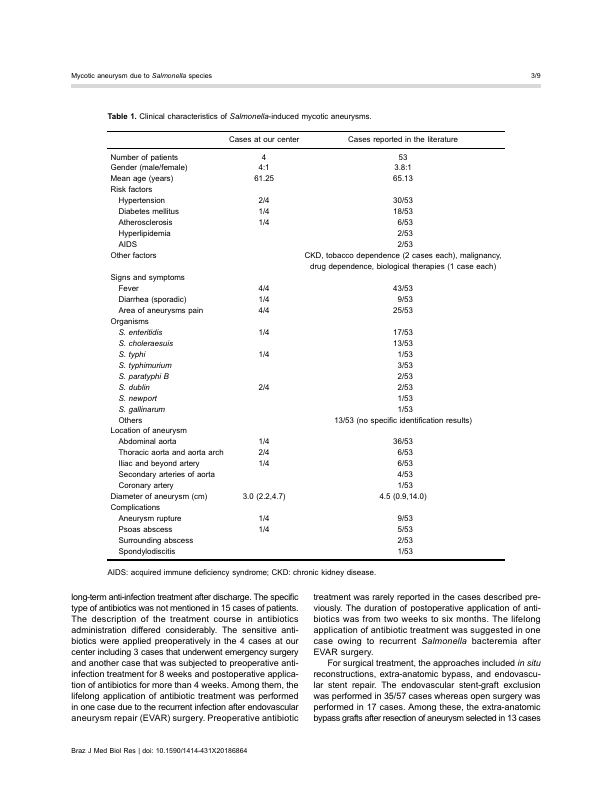 Mycotic aneurysm due to Salmonella species 3/9
Table 1. Clinical characteristics of Salmonella-induced mycotic aneurysms.
Cases at our center Cases reported in the literature
Number of patients 4 53
Gender (male/female) 4:1 3.8:1
Mean age (years) 61.25 65.13
Risk factors
Hypertension 2/4 30/53
Diabetes mellitus 1/4 18/53
Atherosclerosis 1/4 6/53
Hyperlipidemia 2/53
AIDS 2/53
Other factors CKD, tobacco dependence (2 cases each), malignancy,
drug dependence, biological therapies (1 case each)
Signs and symptoms
Fever 4/4 43/53
Diarrhea (sporadic) 1/4 9/53
Area of aneurysms pain 4/4 25/53
Organisms
S. enteritidis 1/4 17/53
S. choleraesuis 13/53
S. typhi 1/4 1/53
S. typhimurium 3/53
S. paratyphi B 2/53
S. dublin 2/4 2/53
S. newport 1/53
S. gallinarum 1/53
Others 13/53 (no specific identification results)
Location of aneurysm
Abdominal aorta 1/4 36/53
Thoracic aorta and aorta arch 2/4 6/53
Iliac and beyond artery 1/4 6/53
Secondary arteries of aorta 4/53
Coronary artery 1/53
Diameter of aneurysm (cm) 3.0 (2.2,4.7) 4.5 (0.9,14.0)
Complications
Aneurysm rupture 1/4 9/53
Psoas abscess 1/4 5/53
Surrounding abscess 2/53
Spondylodiscitis 1/53
AIDS: acquired immune deficiency syndrome; CKD: chronic kidney disease.
long-term anti-infection treatment after discharge. The specific
type of antibiotics was not mentioned in 15 cases of patients.
The description of the treatment course in antibiotics
administration differed considerably. The sensitive anti-
biotics were applied preoperatively in the 4 cases at our
center including 3 cases that underwent emergency surgery
and another case that was subjected to preoperative anti-
infection treatment for 8 weeks and postoperative applica-
tion of antibiotics for more than 4 weeks. Among them, the
lifelong application of antibiotic treatment was performed
in one case due to the recurrent infection after endovascular
aneurysm repair (EVAR) surgery. Preoperative antibiotic
treatment was rarely reported in the cases described pre-
viously. The duration of postoperative application of anti-
biotics was from two weeks to six months. The lifelong
application of antibiotic treatment was suggested in one
case owing to recurrent Salmonella bacteremia after
EVAR surgery.
For surgical treatment, the approaches included in situ
reconstructions, extra-anatomic bypass, and endovascu-
lar stent repair. The endovascular stent-graft exclusion
was performed in 35/57 cases whereas open surgery was
performed in 17 cases. Among these, the extra-anatomic
bypass grafts after resection of aneurysm selected in 13 cases
Braz J Med Biol Res | doi: 10.1590/1414-431X20186864